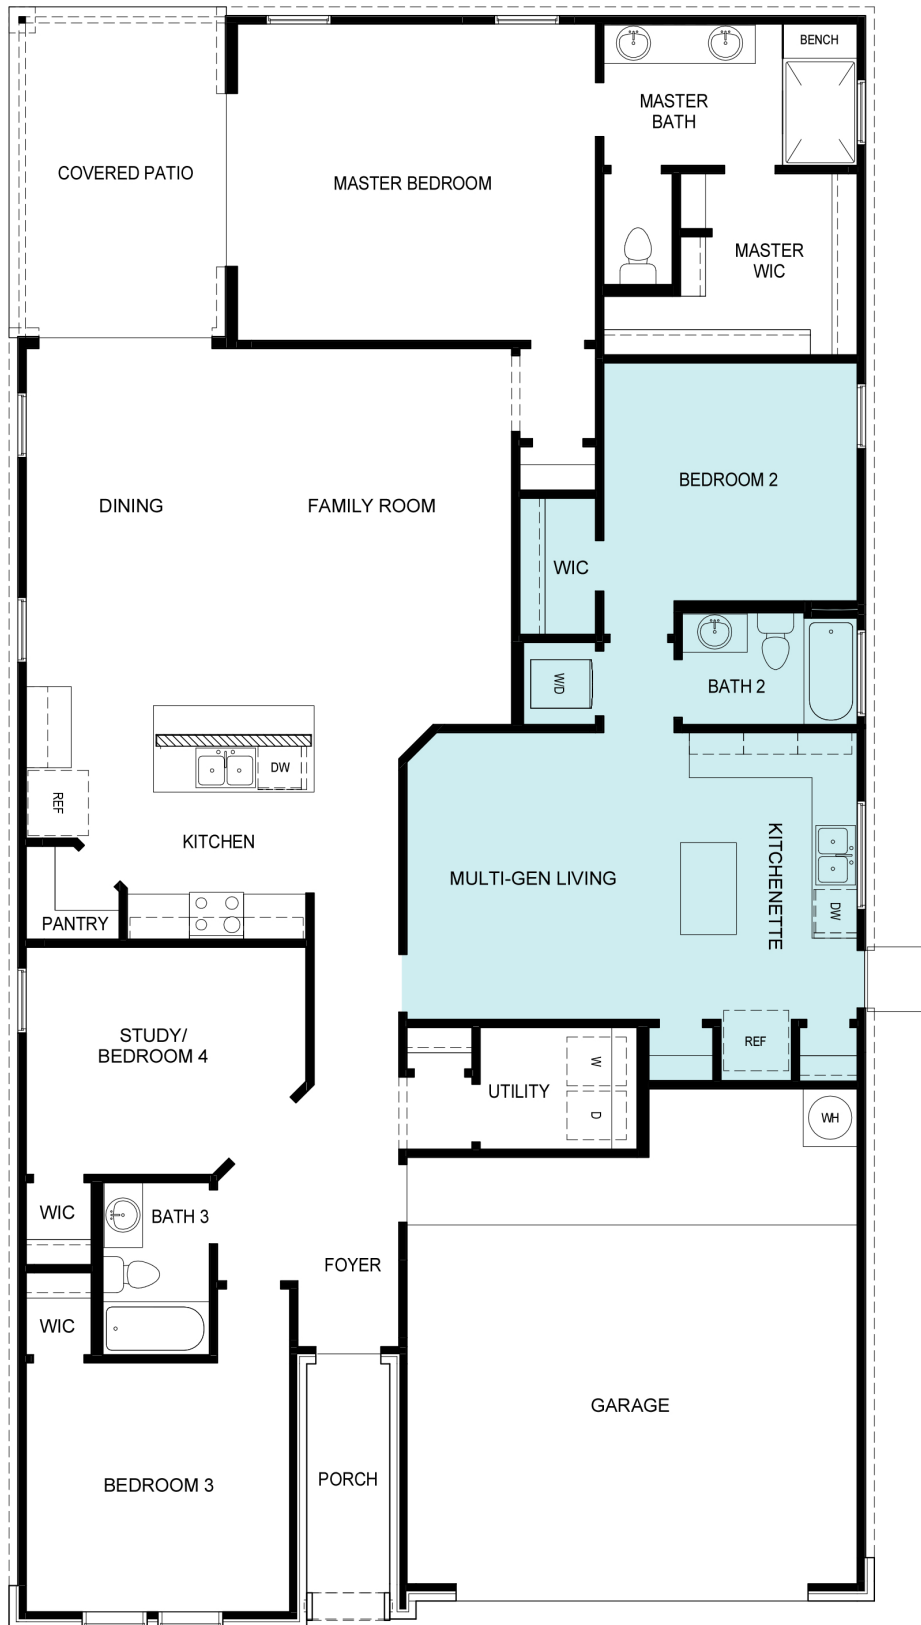 BENCH
MASTER
BATH
COVERED PATIO
MASTER BEDROOM
MASTER
WIC
BEDROOM 2
DINING
FAMILY ROOM
WIC
W/D
BATH 2
DW
REF
KITCHEN
KITCHENETTE
MULTI-GEN LIVING
DW
PANTRY
STUDY/
BEDROOM 4
REF
W
UTILITY
D
WH
WIC
BATH 3
FOYER
WIC
GARAGE
BEDROOM 3
PORCH